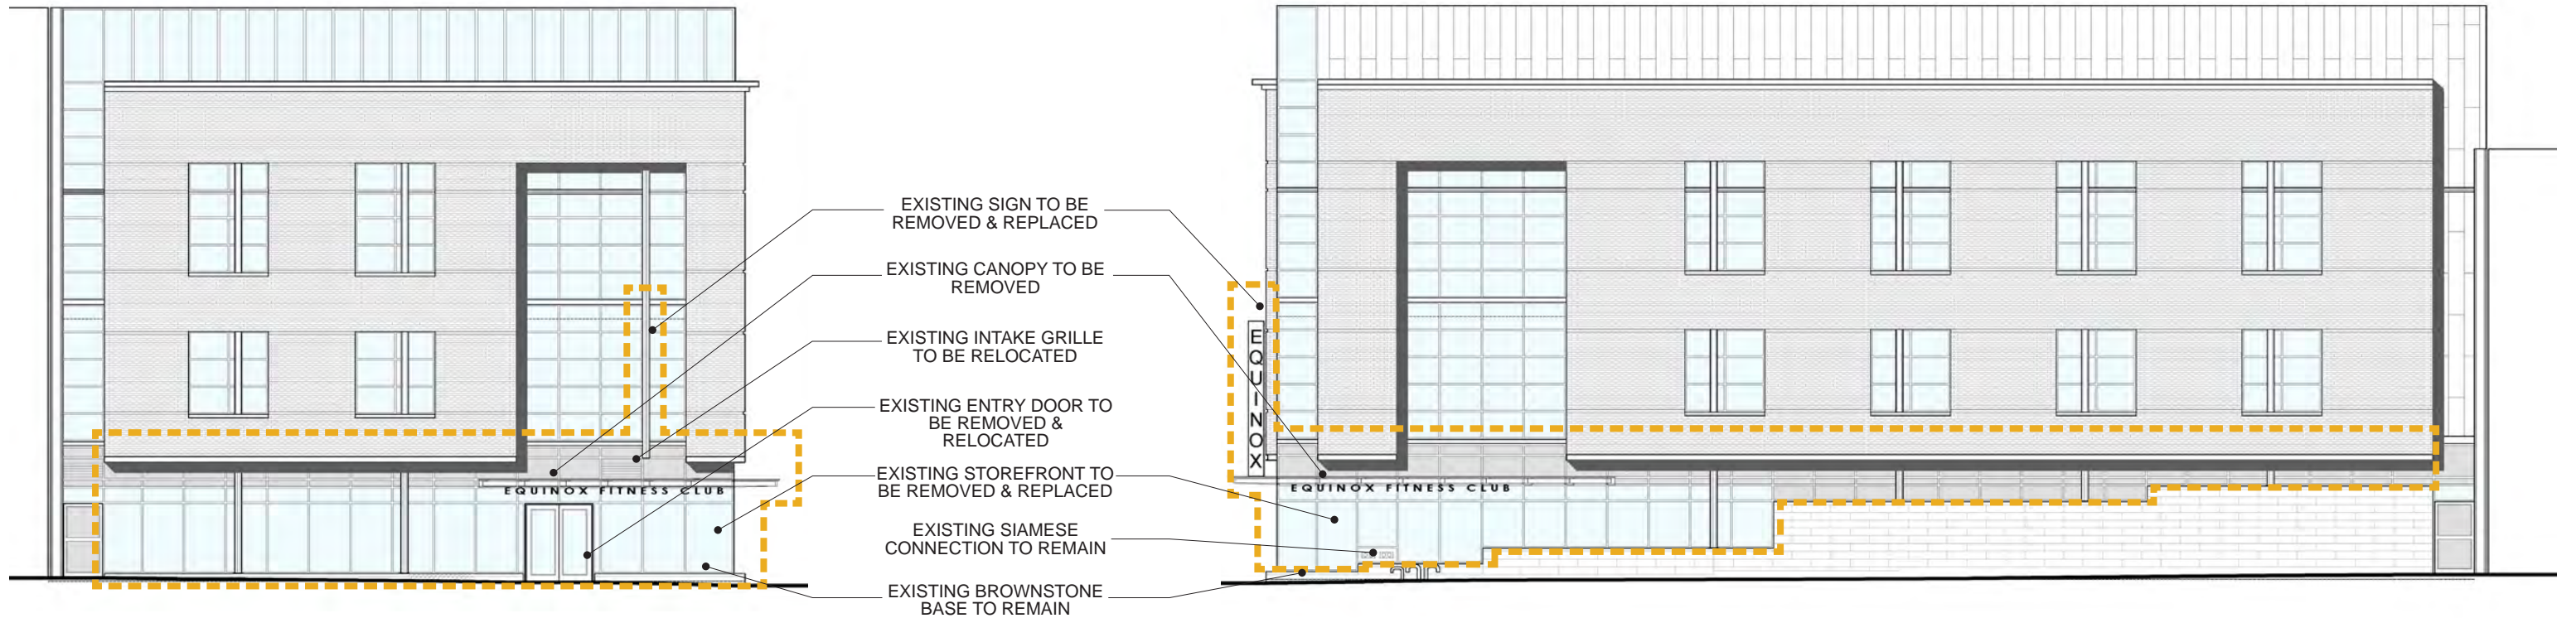 EXISTING SIGN TO BE
REMOVED & REPLACED
EXISTING CANOPY TO BE
REMOVED
EXISTING INTAKE GRILLE
TO BE RELOCATED
EXISTING ENTRY DOOR TO
BE REMOVED &
RELOCATED
EXISTING STOREFRONT TO
BE REMOVED & REPLACED
EXISTING SIAMESE
CONNECTION TO REMAIN
EXISTING BROWNSTONE
BASE TO REMAIN
EQUINOX FITNESS CLUB
EQUINOX
EQUINOX FITNESS CLUB